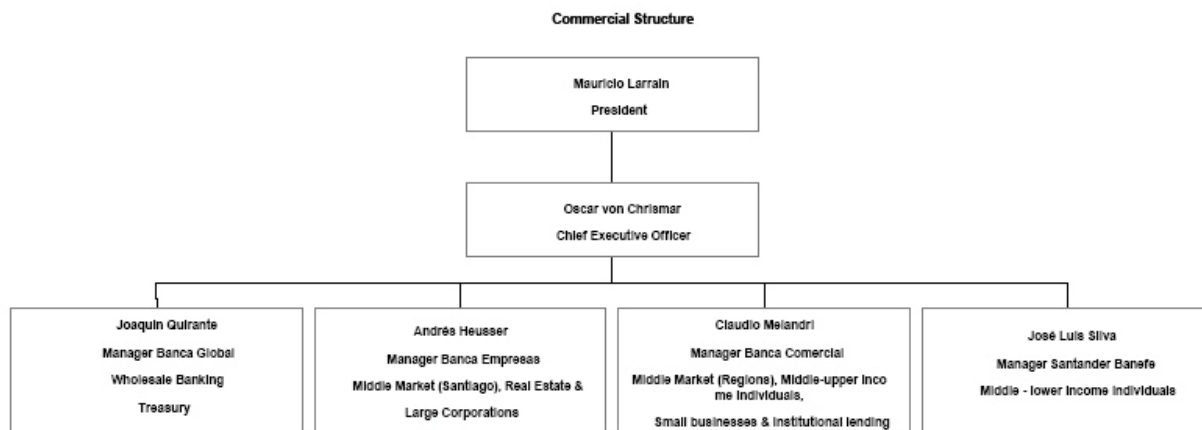 Commercial Structure
Mauricio Larrain
President
Oscar von Chrismar
Chief Executive Officer
Joaquin Quirante
Manager Banca Global
Wholesale Banking
Treasury
Andrés Heusser
Manager Banca Empresas
Middle Market (Santiago), Real Estate &
Large Corporations
Claudio Melandri
Manager Banca Comercial
Middle Market (Regions), Middle-upper Inco
me Individuals,
Small businesses & Institutional lending
José Luis Silva
Manager Santander Banefe
Middle - lower Income Individuals